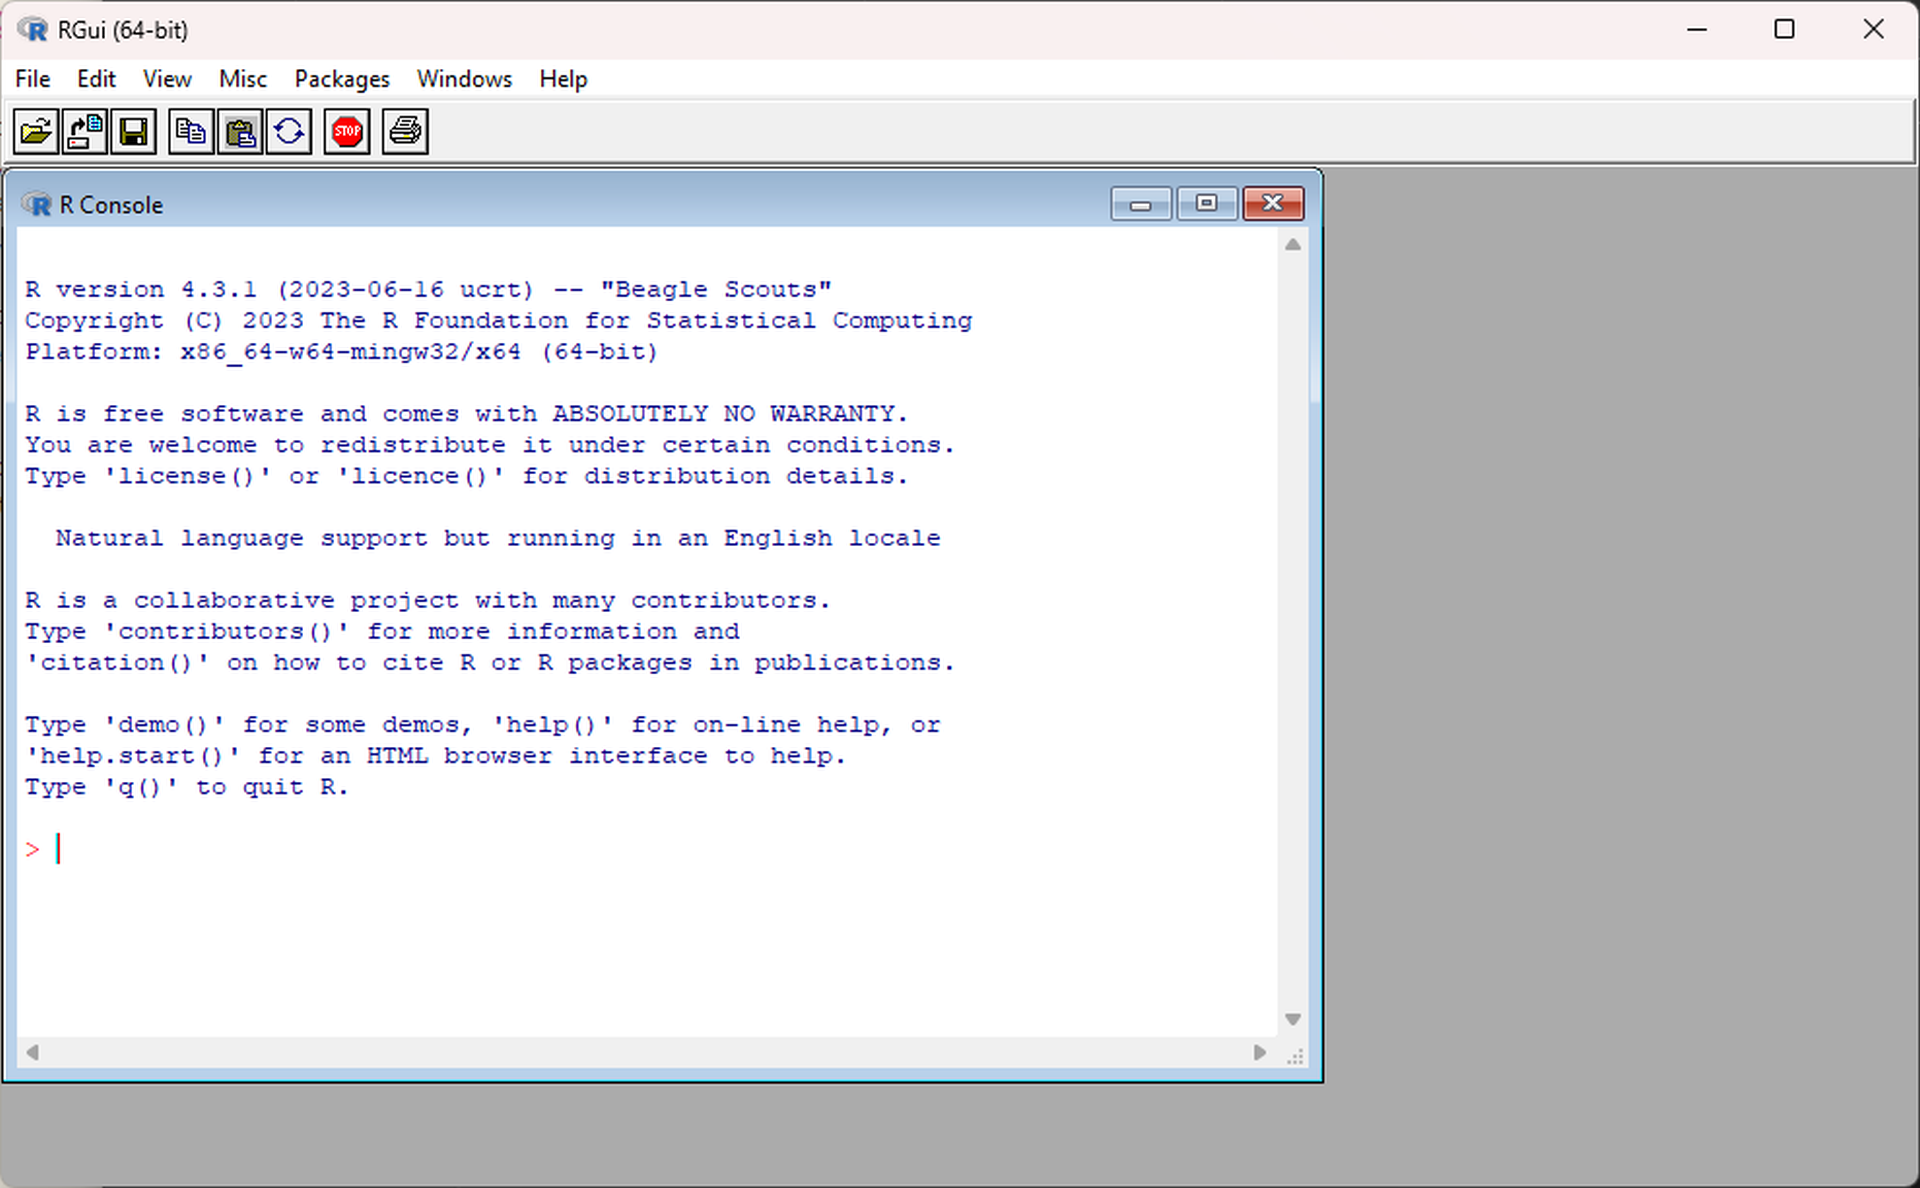 RGui (64-bit)
File Edit View Misc Packages Windows Help
STOP
R Console
R version 4.3.1 (2023-06-16 ucrt) -- "Beagle Scouts"
Copyright (C) 2023 The R Foundation for Statistical Computing
Platform: x86_64-w64-mingw32/x64 (64-bit)
R is free software and comes with ABSOLUTELY NO WARRANTY.
You are welcome to redistribute it under certain conditions.
Type 'license()' or 'licence()' for distribution details.
Natural language support but running in an English locale
R is a collaborative project with many contributors.
Type 'contributors()' for more information and
'citation()' on how to cite R or R packages in publications.
Type 'demo()' for some demos, 'help()' for on-line help, or
'help.start()' for an HTML browser interface to help.
Type 'q()' to quit R.
>